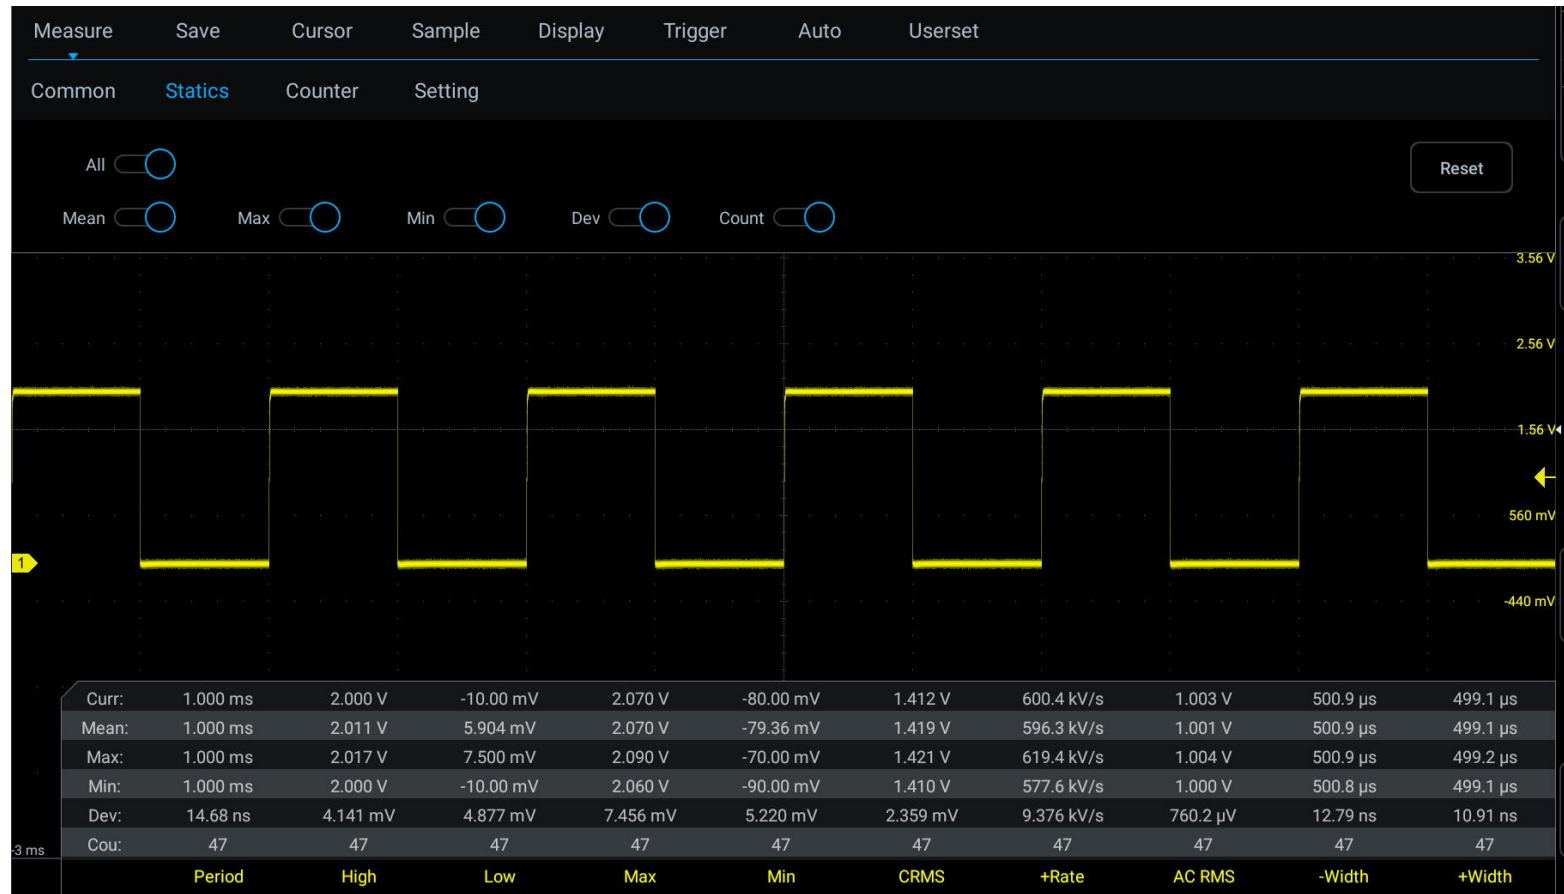 Measure Save Cursor Sample Display Trigger Auto Userset
Common Statics Counter Setting
All Reset
Mean Max Min Dev Count
3.56 V
2.56 V
1.56 V
560 mV
1
-440 mV
Curr: 1.000 ms 2.000 V -10.00 mV 2.070 V -80.00 mV 1.412 V 600.4 kV/s 1.003 V 500.9 μs 499.1 μs
Mean: 1.000 ms 2.011 V 5.904 mV 2.070 V -79.36 mV 1.419 V 596.3 kV/s 1.001 V 500.9 μs 499.1 μs
Max: 1.000 ms 2.017 V 7.500 mV 2.090 V -70.00 mV 1.421 V 619.4 kV/s 1.004 V 500.9 μs 499.2 μs
Min: 1.000 ms 2.000 V -10.00 mV 2.060 V -90.00 mV 1.410 V 577.6 kV/s 1.000 V 500.8 μs 499.1 μs
Dev: 14.68 ns 4.141 mV 4.877 mV 7.456 mV 5.220 mV 2.359 mV 9.376 kV/s 760.2 μV 12.79 ns 10.91 ns
-3 ms Cou: 47 47 47 47 47 47 47 47 47 47
Period High Low Max Min CRMS +Rate AC RMS -Width +Width